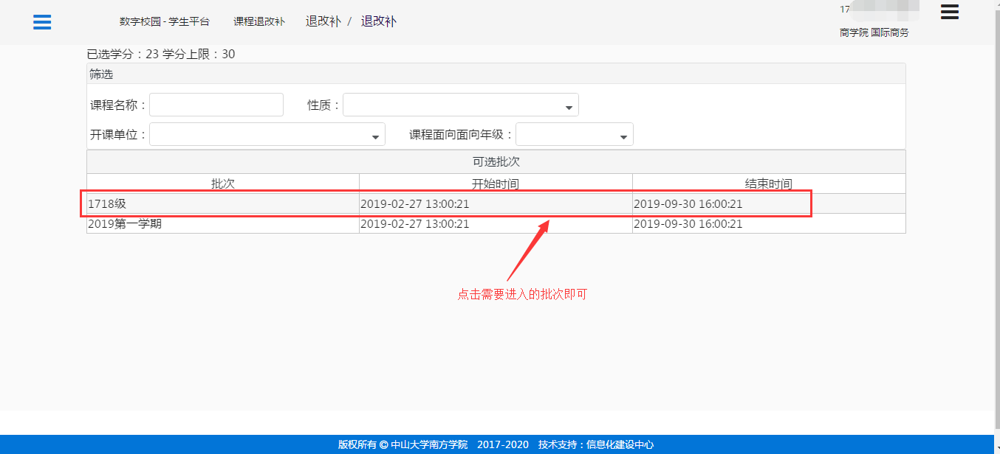 数字校园 - 学生平台 课程退改补 退改补 / 退改补
17
商学院 国际商务
已选学分：23 学分上限：30
筛选
课程名称： 性质：
开课单位： 课程面向面向年级：
可选批次
批次 开始时间 结束时间
1718级 2019-02-27 13:00:21 2019-09-30 16:00:21
2019第一学期 2019-02-27 13:00:21 2019-09-30 16:00:21
点击需要进入的批次即可
版权所有 © 中山大学南方学院 2017-2020 技术支持：信息化建设中心